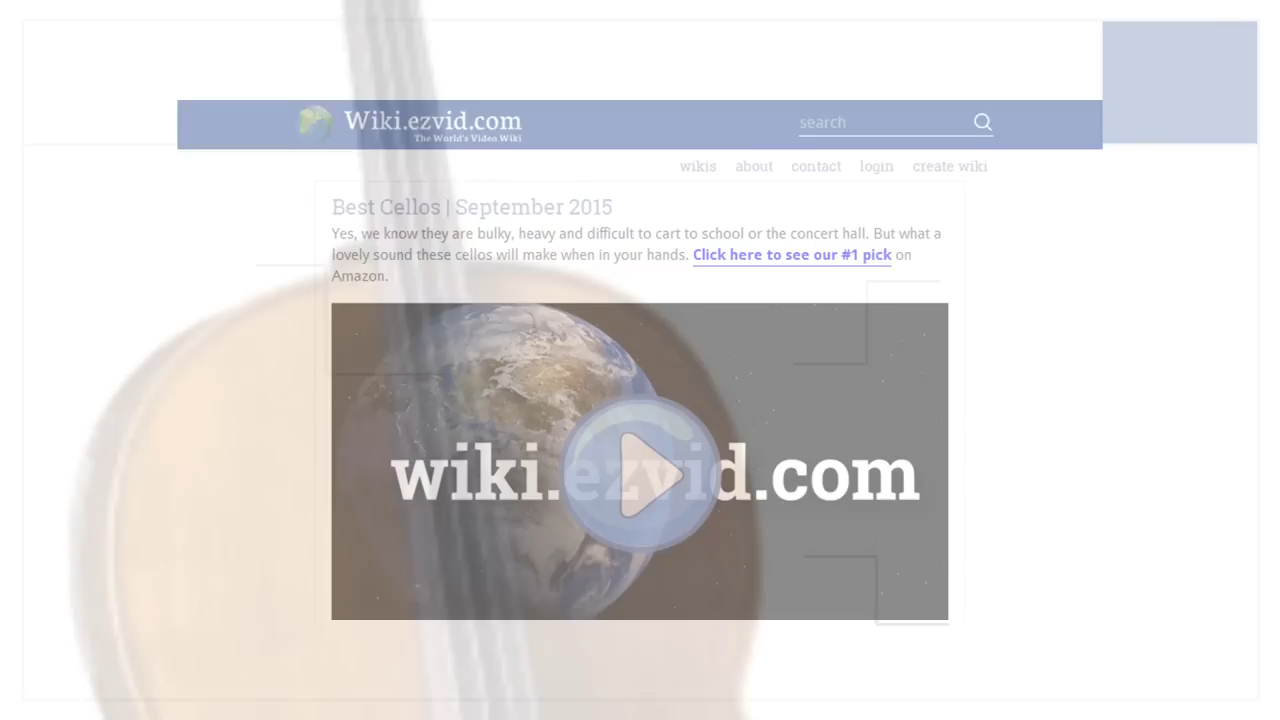 Wiki.ezvid.com
The World's Video Wiki
search
wikis about contact login create wiki
Best Cellos | September 2015
Yes, we know they are bulky, heavy and difficult to cart to school or the concert hall. But what a
lovely sound these cellos will make when in your hands. Click here to see our #1 pick on
Amazon.
wiki.ezvid.com